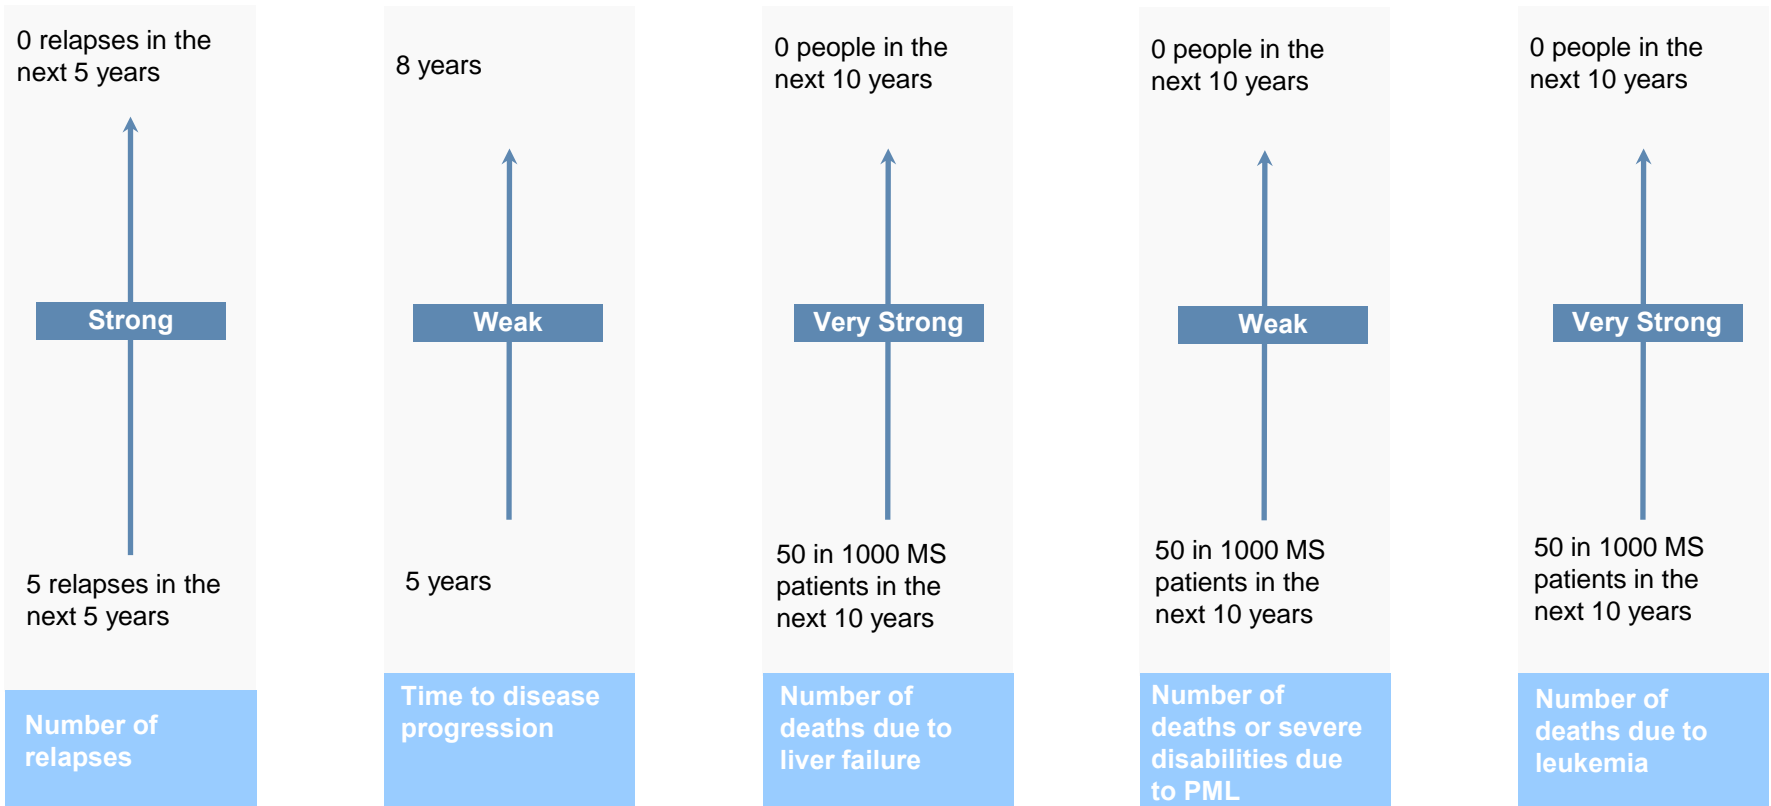 0 relapses in the
next 5 years
5 relapses in the
next 5 years
Strong
Number of
relapses
8 years
Weak
5 years
Time to disease
progression
0 people in the
next 10 years
Very Strong
50 in 1000 MS
patients in the
next 10 years
Number of
deaths due to
liver failure
0 people in the
next 10 years
Weak
50 in 1000 MS
patients in the
next 10 years
Number of
deaths or severe
disabilities due
to PML
0 people in the
next 10 years
Very Strong
50 in 1000 MS
patients in the
next 10 years
Number of
deaths due to
leukemia